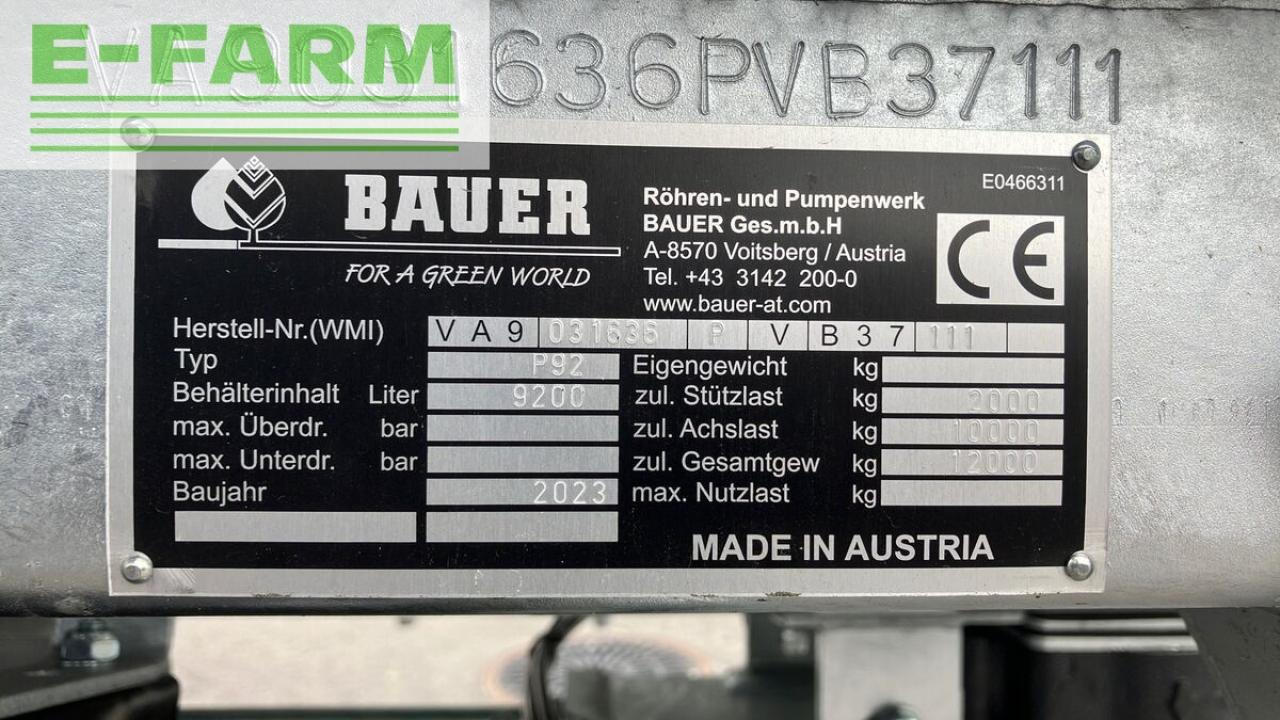 E-FARM
VA9031636PVB37111
E0466311
BAUER
FOR A GREEN WORLD
Röhren- und Pumpenwerk
BAUER Ges.m.b.H
A-8570 Voitsberg / Austria
Tel. +43 3142 200-0
www.bauer-at.com
CE
Herstell-Nr.(WMI) VA9 031636 P V B37 111
Typ P92
Behälterinhalt Liter 9200
max. Überdr. bar
max. Unterdr. bar
Baujahr 2023
Eigengewicht kg
zul. Stützlast kg 2000
zul. Achslast kg 10000
zul. Gesamtgew kg 12000
max. Nutzlast kg
MADE IN AUSTRIA